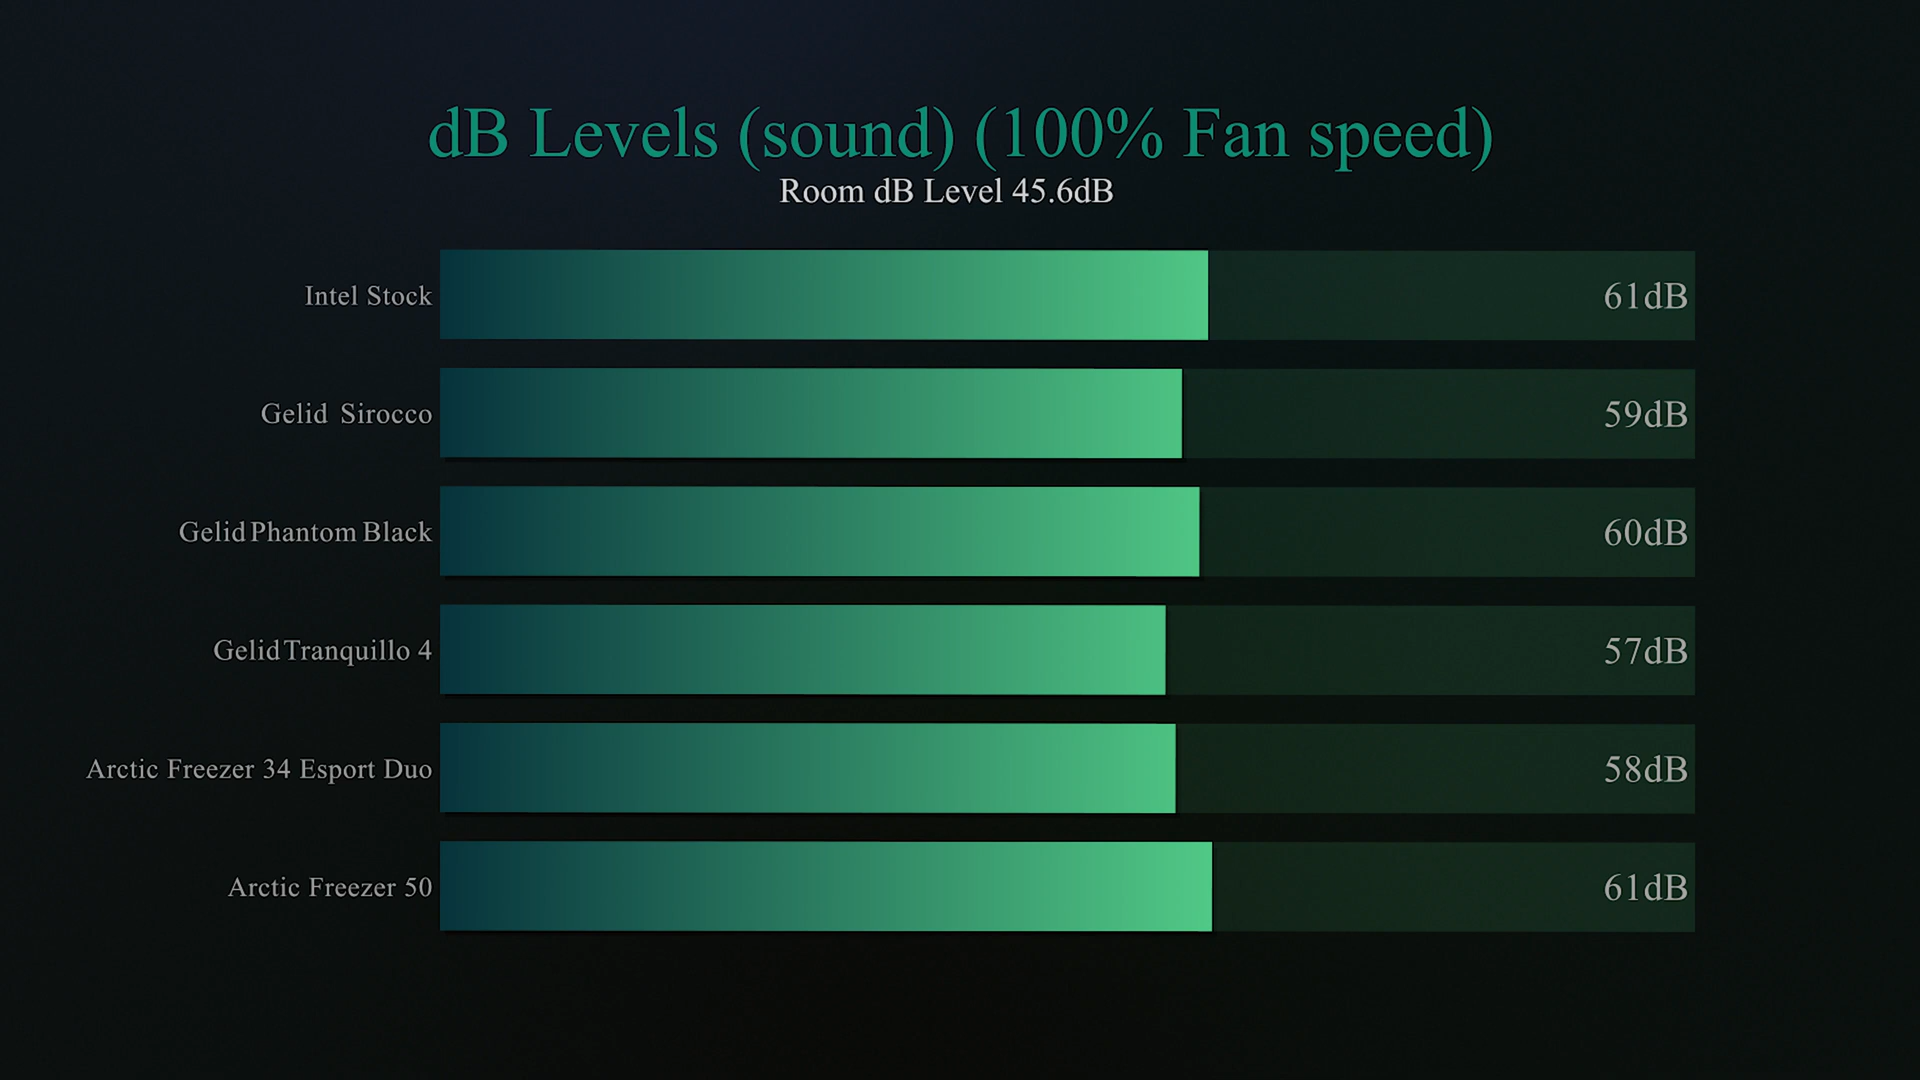 dB Levels (sound) (100% Fan speed)
Room dB Level 45.6dB
Intel Stock 61dB
Gelid Sirocco 59dB
Gelid Phantom Black 60dB
Gelid Tranquillo 4 57dB
Arctic Freezer 34 Esport Duo 58dB
Arctic Freezer 50 61dB